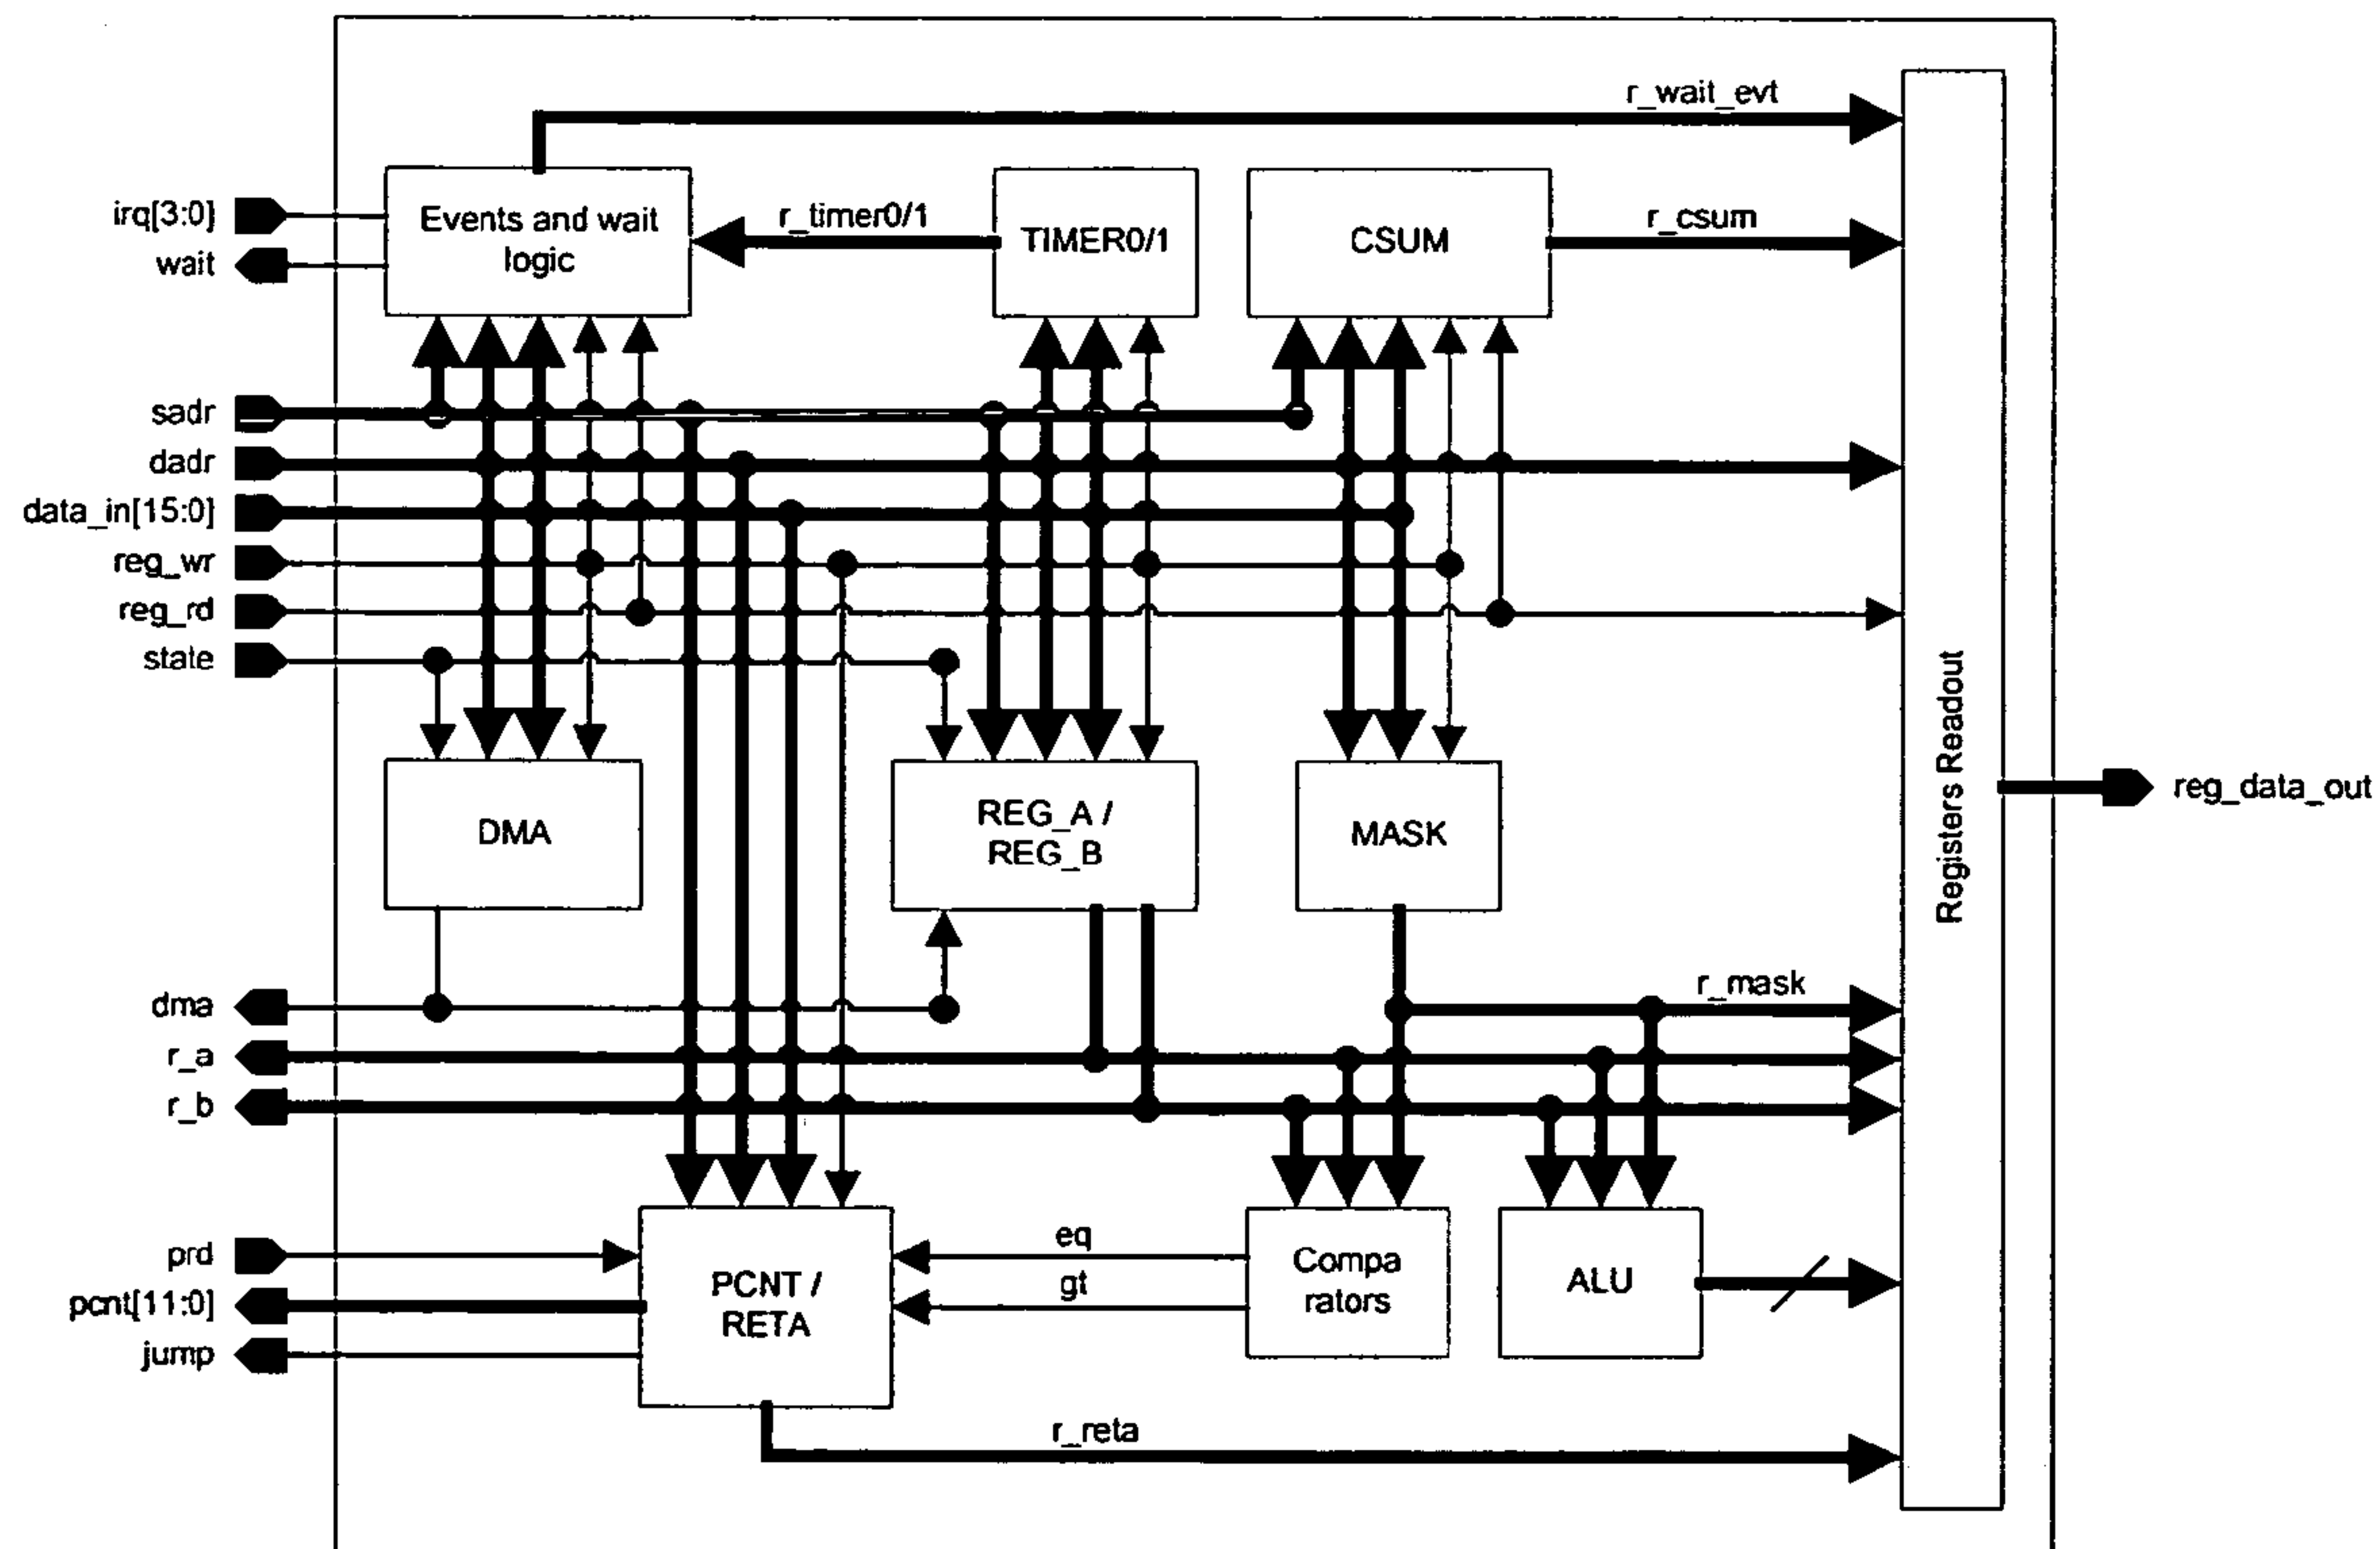 r_wait_evt
irq[3:0]
wait
Events and wait
logic
r_timer0/1
TIMER0/1
CSUM
r_csum
sadr
dadr
data_in[15:0]
reg_wr
reg_rd
state
DMA
REG_A /
REG_B
MASK
Registers Readout
reg_data_out
dma
r_a
r_b
r_mask
prd
pcnt[11:0]
jump
PCNT /
RETA
eq
gt
Compa
rators
ALU
r_reta